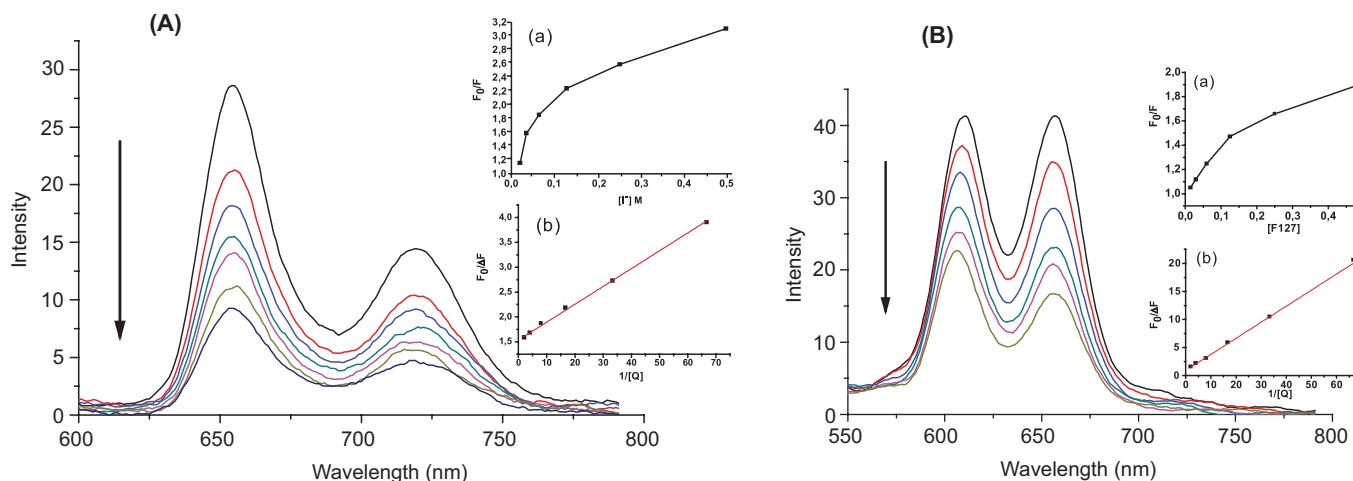 (A)
Intensity
30
25
20
15
10
5
0
600 650 700 750 800
Wavelength (nm)
(a)
F0/F
3,2
3,0
2,8
2,6
2,4
2,2
2,0
1,8
1,6
1,4
1,2
1,0
0,0 0,1 0,2 0,3 0,4 0,5
[I-] M
(b)
F0/ΔF
4,0
3,5
3,0
2,5
2,0
1,5
0 10 20 30 40 50 60 70
1/[Q]
(B)
Intensity
40
30
20
10
0
550 600 650 700 750 800
Wavelength (nm)
(a)
F0/F
2,0
1,8
1,6
1,4
1,2
1,0
0,0 0,1 0,2 0,3 0,4
[F127]
(b)
F0/ΔF
20
15
10
5
0
0 10 20 30 40 50 60
1/[Q]